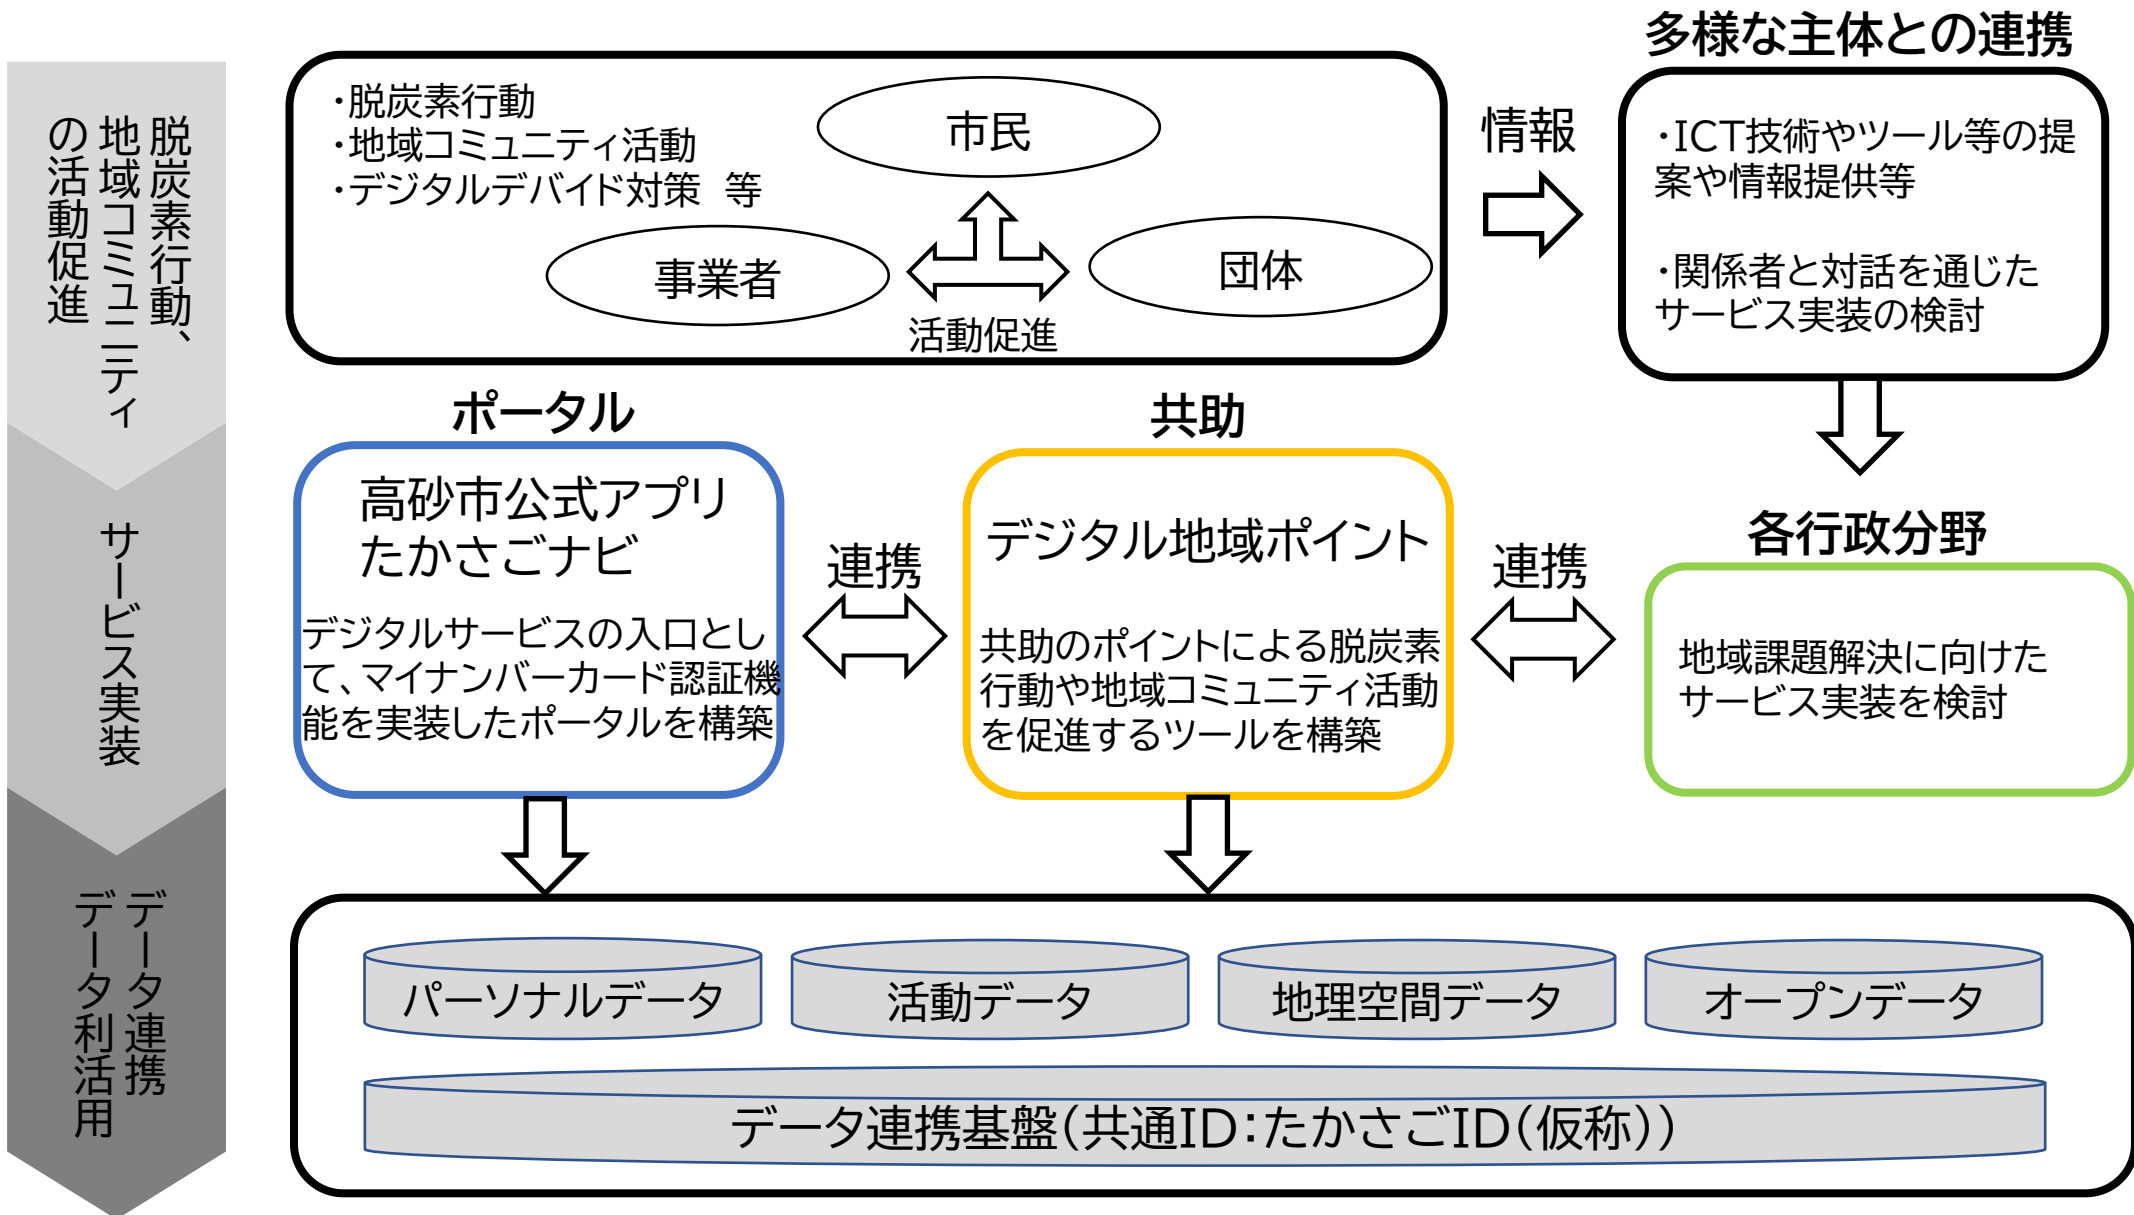 脱炭素行動、
地域コミュニティ
の活動促進
・脱炭素行動
・地域コミュニティ活動
・デジタルデバイド対策　等
市民
事業者
団体
活動促進
情報
多様な主体との連携
・ICT技術やツール等の提
案や情報提供等
・関係者と対話を通じた
サービス実装の検討
サービス実装
ポータル
高砂市公式アプリ
たかさごナビ
デジタルサービスの入口とし
て、マイナンバーカード認証機
能を実装したポータルを構築
連携
共助
デジタル地域ポイント
共助のポイントによる脱炭素
行動や地域コミュニティ活動
を促進するツールを構築
連携
各行政分野
地域課題解決に向けた
サービス実装を検討
データ連携
データ利活用
パーソナルデータ
活動データ
地理空間データ
オープンデータ
データ連携基盤(共通ID：たかさごID(仮称))